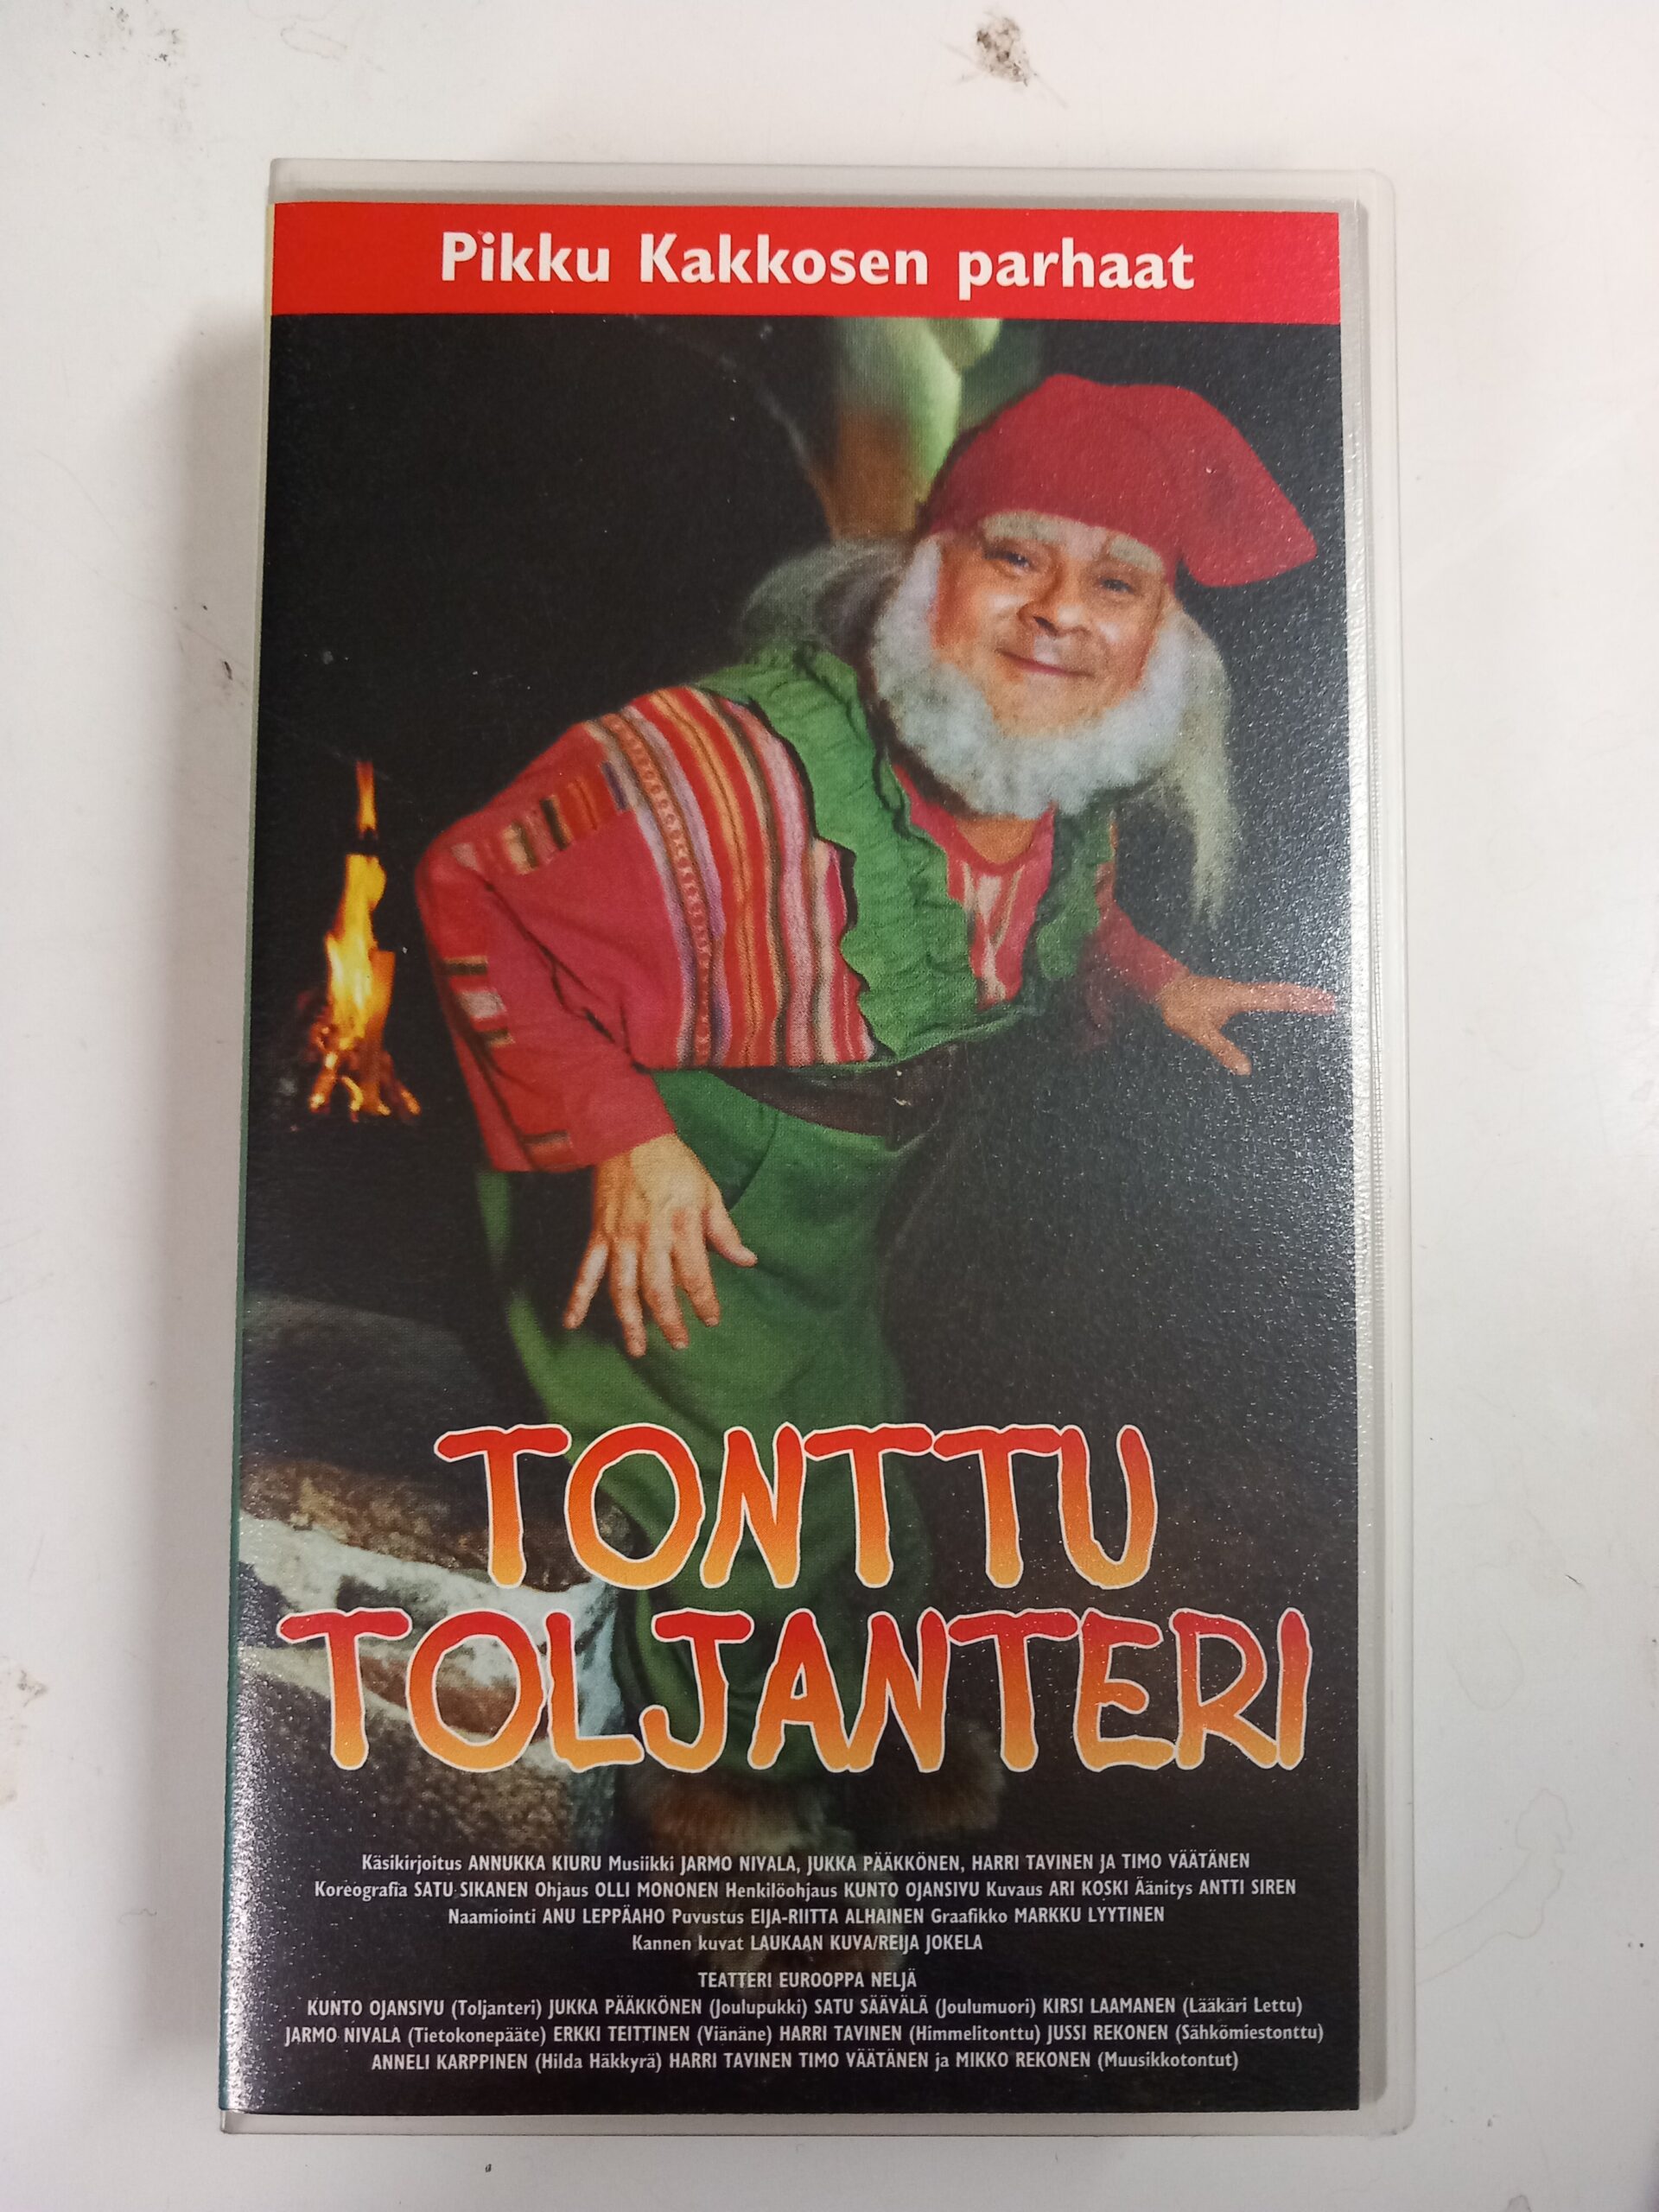 Pikku Kakkosen parhaat
TONTTU
TOLJANTERI
Käsikirjoitus ANNUKKA KIURU Musiikki JARMO NIVALA, JUKKA PÄÄKKÖNEN, HARRI TAVINEN JA TIMO VÄÄTÄNEN
Koreografia SATU SIKANEN Ohjaus OLLI MONONEN Henkilöohjaus KUNTO OJANSIVU Kuvaus ARI KOSKI Äänitys ANTTI SIREN
Naamiointi ANU LEPPÄAHO Puvustus EIJA-RIITTA ALHAINEN Graafikko MARKKU LYYTINEN
Kannen kuvat LAUKAAN KUVA/REIJA JOKELA
TEATTERI EUROOPPA NELJÄ
KUNTO OJANSIVU (Toljanteri) JUKKA PÄÄKKÖNEN (Joulupukki) SATU SÄÄVÄLÄ (Joulumuori) KIRSI LAAMANEN (Lääkäri Lettu)
JARMO NIVALA (Tietokonepääte) ERKKI TEITTINEN (Viänäne) HARRI TAVINEN (Himmelitonttu) JUSSI REKONEN (Sähkömiestonttu)
ANNELI KARPPINEN (Hilda Häkkyrä) HARRI TAVINEN TIMO VÄÄTÄNEN ja MIKKO REKONEN (Muusikkotontut)